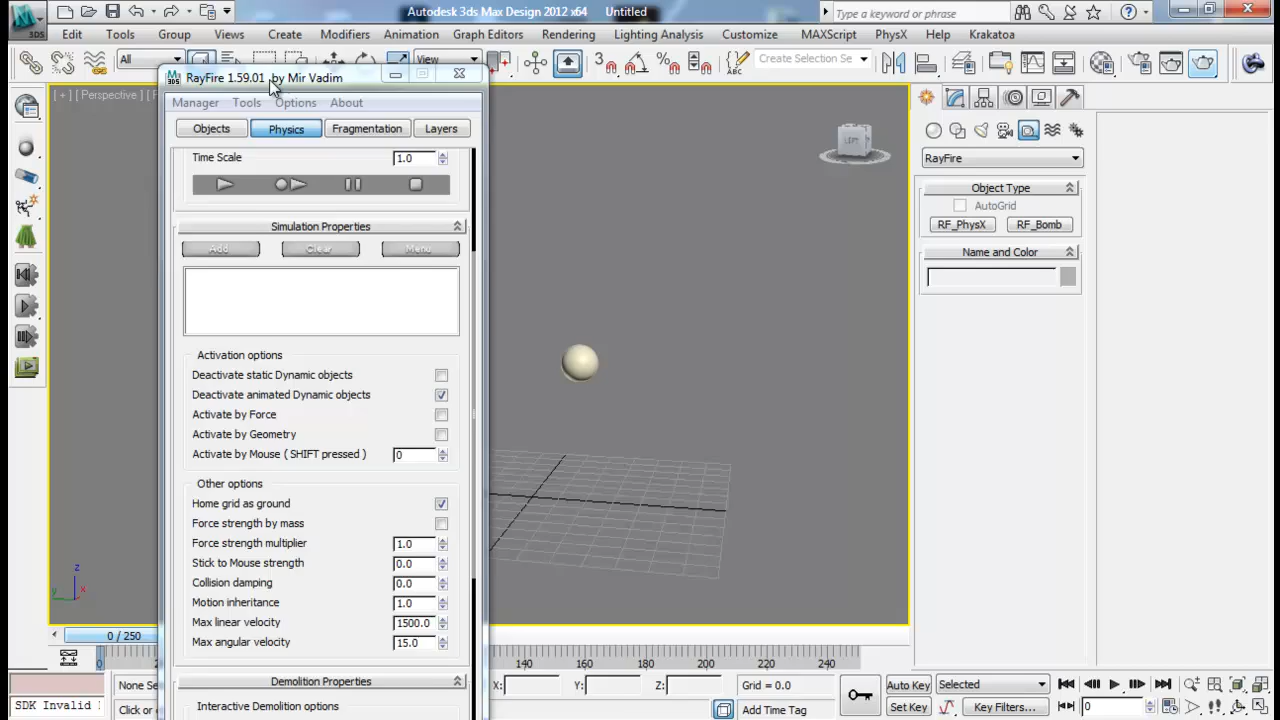 Autodesk 3ds Max Design 2012 x64 Untitled
Type a keyword or phrase
3DS
Edit Tools Group Views Create Modifiers Animation Graph Editors Rendering Lighting Analysis Customize MAXScript PhysX Help Krakatoa
All View 3 Create Selection Se
RayFire 1.59.01 by Mir Vadim
[ + ] [ Perspective ]
Manager Tools Options About
Objects Physics Fragmentation Layers
LEFT
Time Scale 1.0
RayFire
Object Type
AutoGrid
RF_PhysX RF_Bomb
Name and Color
Simulation Properties
Add Clear Menu
Activation options
Deactivate static Dynamic objects
Deactivate animated Dynamic objects
Activate by Force
Activate by Geometry
Activate by Mouse ( SHIFT pressed ) 0
Other options
Home grid as ground
Force strength by mass
Force strength multiplier 1.0
Stick to Mouse strength 0.0
Collision damping 0.0
Motion inheritance 1.0
Max linear velocity 1500.0
Max angular velocity 15.0
z
y x
0 / 250
0 140 160 180 200 220 240
Demolition Properties
Interactive Demolition options
None Se X: Y: Z: Grid = 0.0 Auto Key Selected
SDK Invalid Click or Add Time Tag Set Key Key Filters... 0